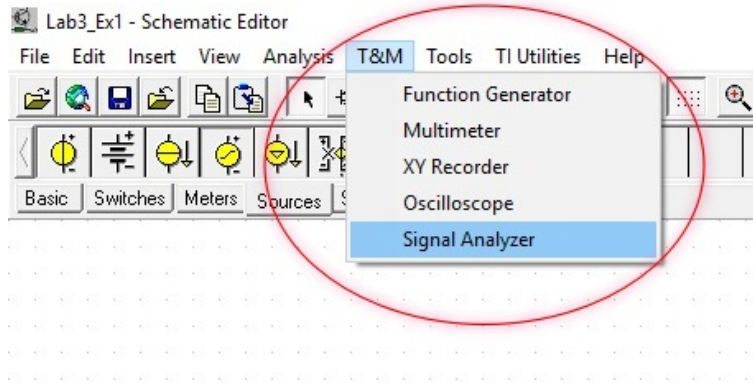 Lab3_Ex1 - Schematic Editor
File Edit Insert View Analysis T&M Tools TI Utilities Help
Function Generator
Multimeter
XY Recorder
Oscilloscope
Signal Analyzer
Basic Switches Meters Sources